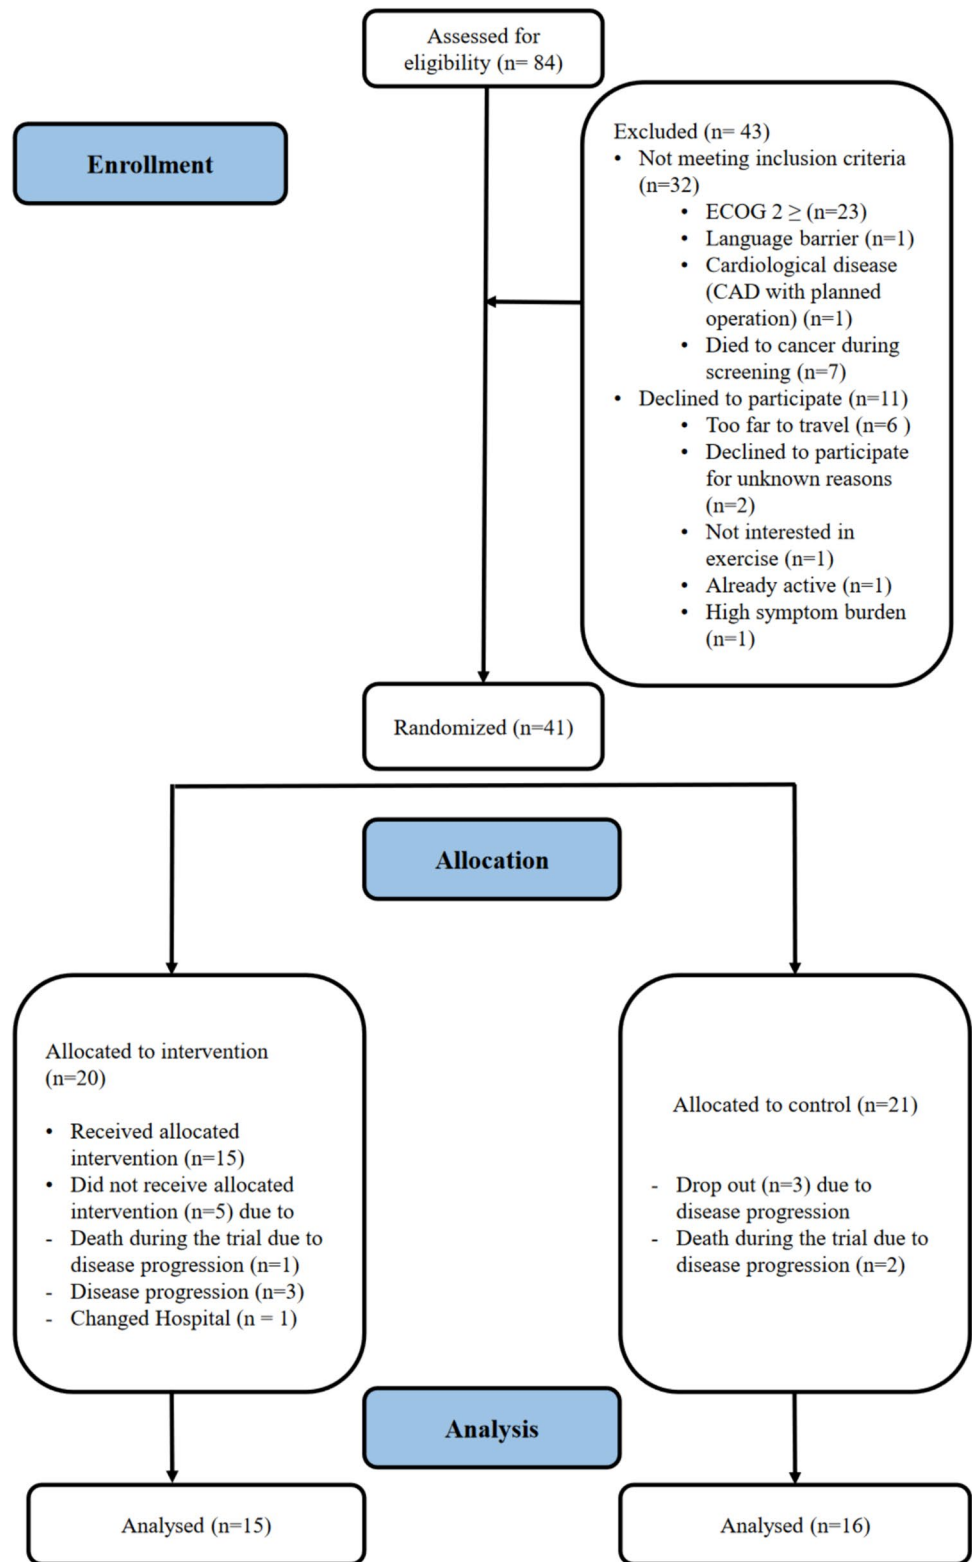 Assessed for
eligibility (n= 84)
Enrollment
Excluded (n= 43)
• Not meeting inclusion criteria
(n=32)
• ECOG 2 ≥ (n=23)
• Language barrier (n=1)
• Cardiological disease
(CAD with planned
operation) (n=1)
• Died to cancer during
screening (n=7)
• Declined to participate (n=11)
• Too far to travel (n=6 )
• Declined to participate
for unknown reasons
(n=2)
• Not interested in
exercise (n=1)
• Already active (n=1)
• High symptom burden
(n=1)
Randomized (n=41)
Allocation
Allocated to intervention
(n=20)
• Received allocated
intervention (n=15)
• Did not receive allocated
intervention (n=5) due to
- Death during the trial due to
disease progression (n=1)
- Disease progression (n=3)
- Changed Hospital (n = 1)
Allocated to control (n=21)
- Drop out (n=3) due to
disease progression
- Death during the trial due to
disease progression (n=2)
Analysis
Analysed (n=15)
Analysed (n=16)